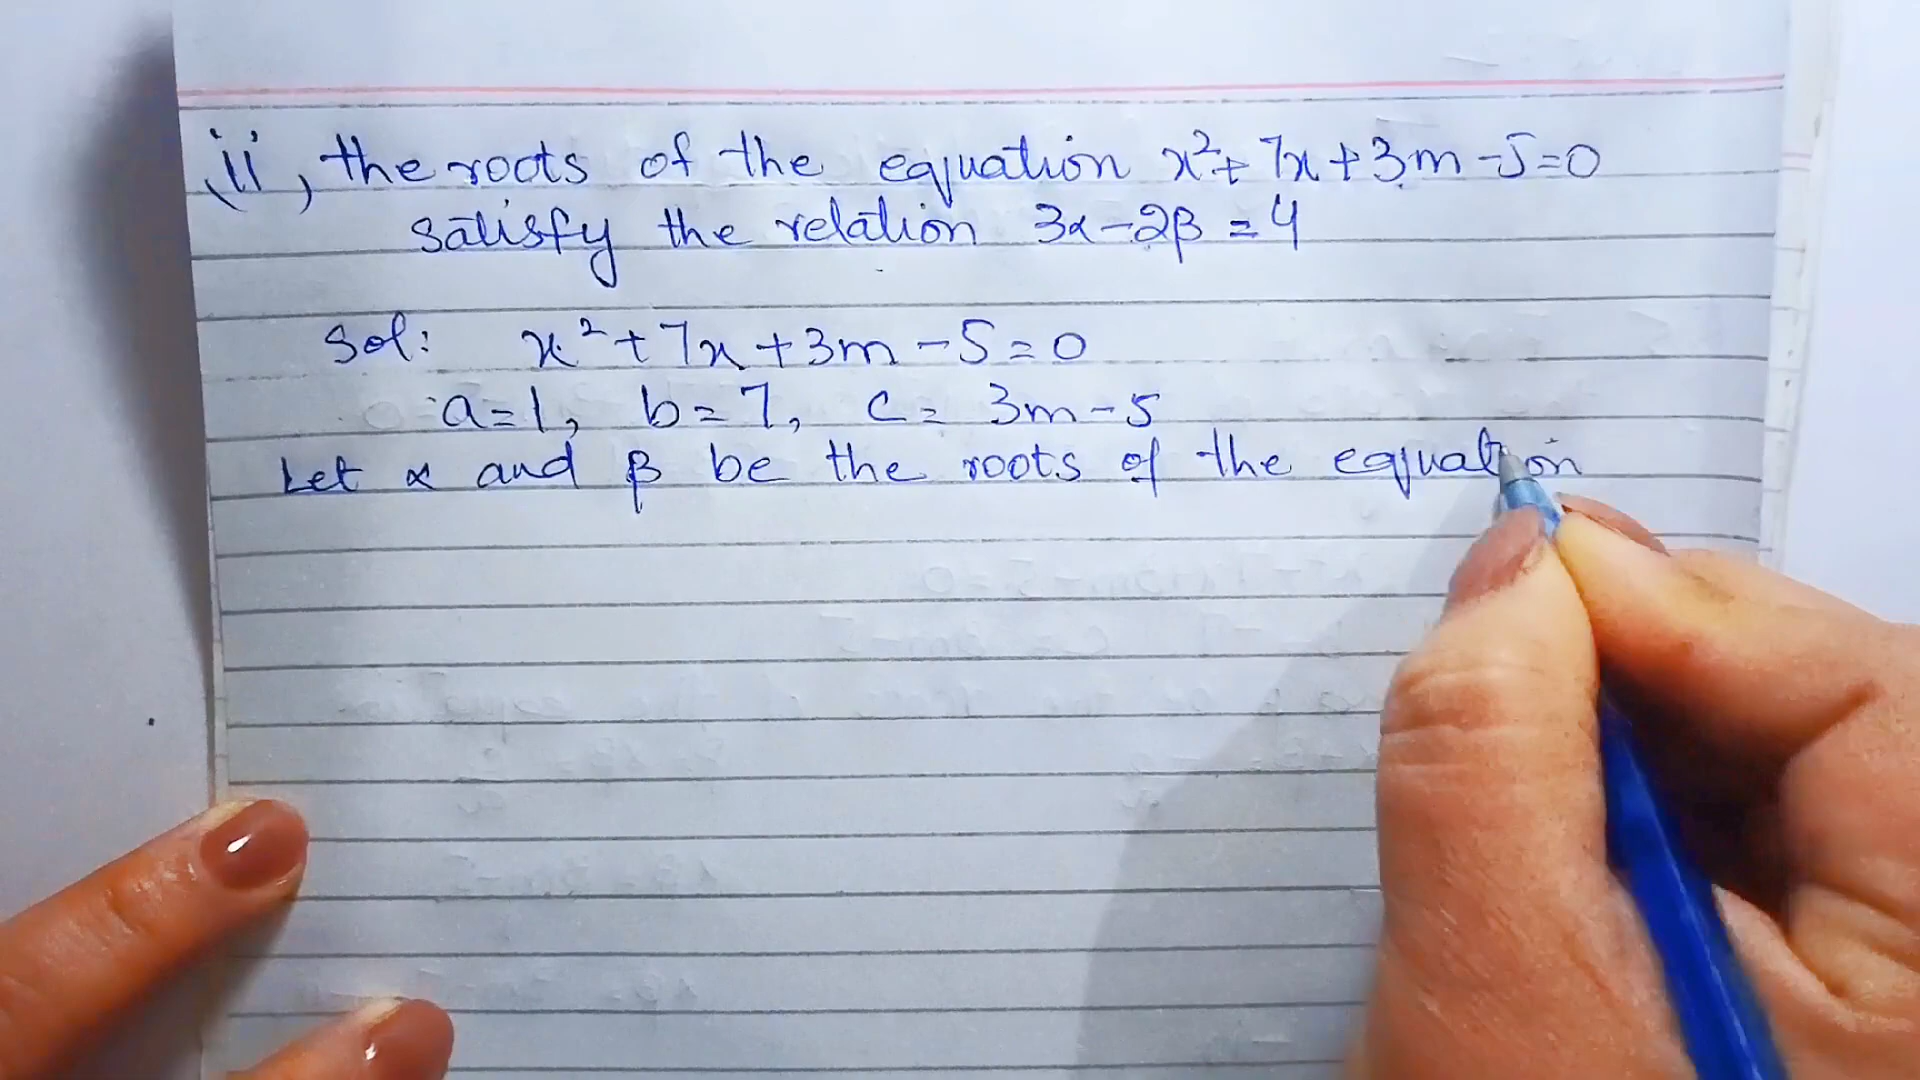 ii, the roots of the equation x²+7x+3m-5=0
satisfy the relation 3α-2β=4
Sol: x²+7x+3m-5=0
a=1, b=7, c=3m-5
Let α and β be the roots of the equation